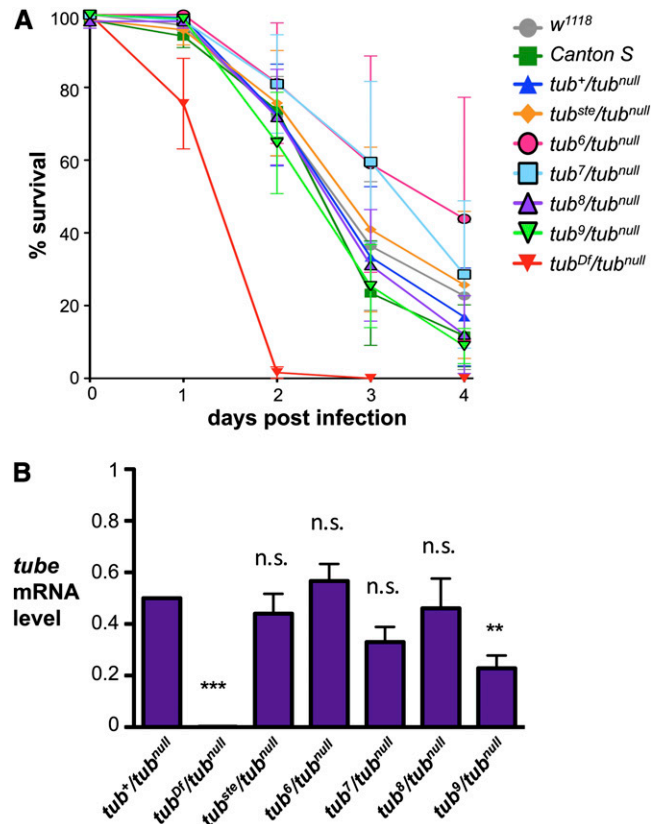 A
% survival
100
80
60
40
20
0
0 1 2 3 4
days post infection
w1118
Canton S
tub+/tubnull
tubste/tubnull
tub6/tubnull
tub7/tubnull
tub8/tubnull
tub9/tubnull
tubDf/tubnull
B
tube
mRNA
level
1
0.8
0.6
0.4
0.2
0
***
n.s.
n.s.
n.s.
n.s.
**
tub+/tubnull
tubDf/tubnull
tubste/tubnull
tub6/tubnull
tub7/tubnull
tub8/tubnull
tub9/tubnull